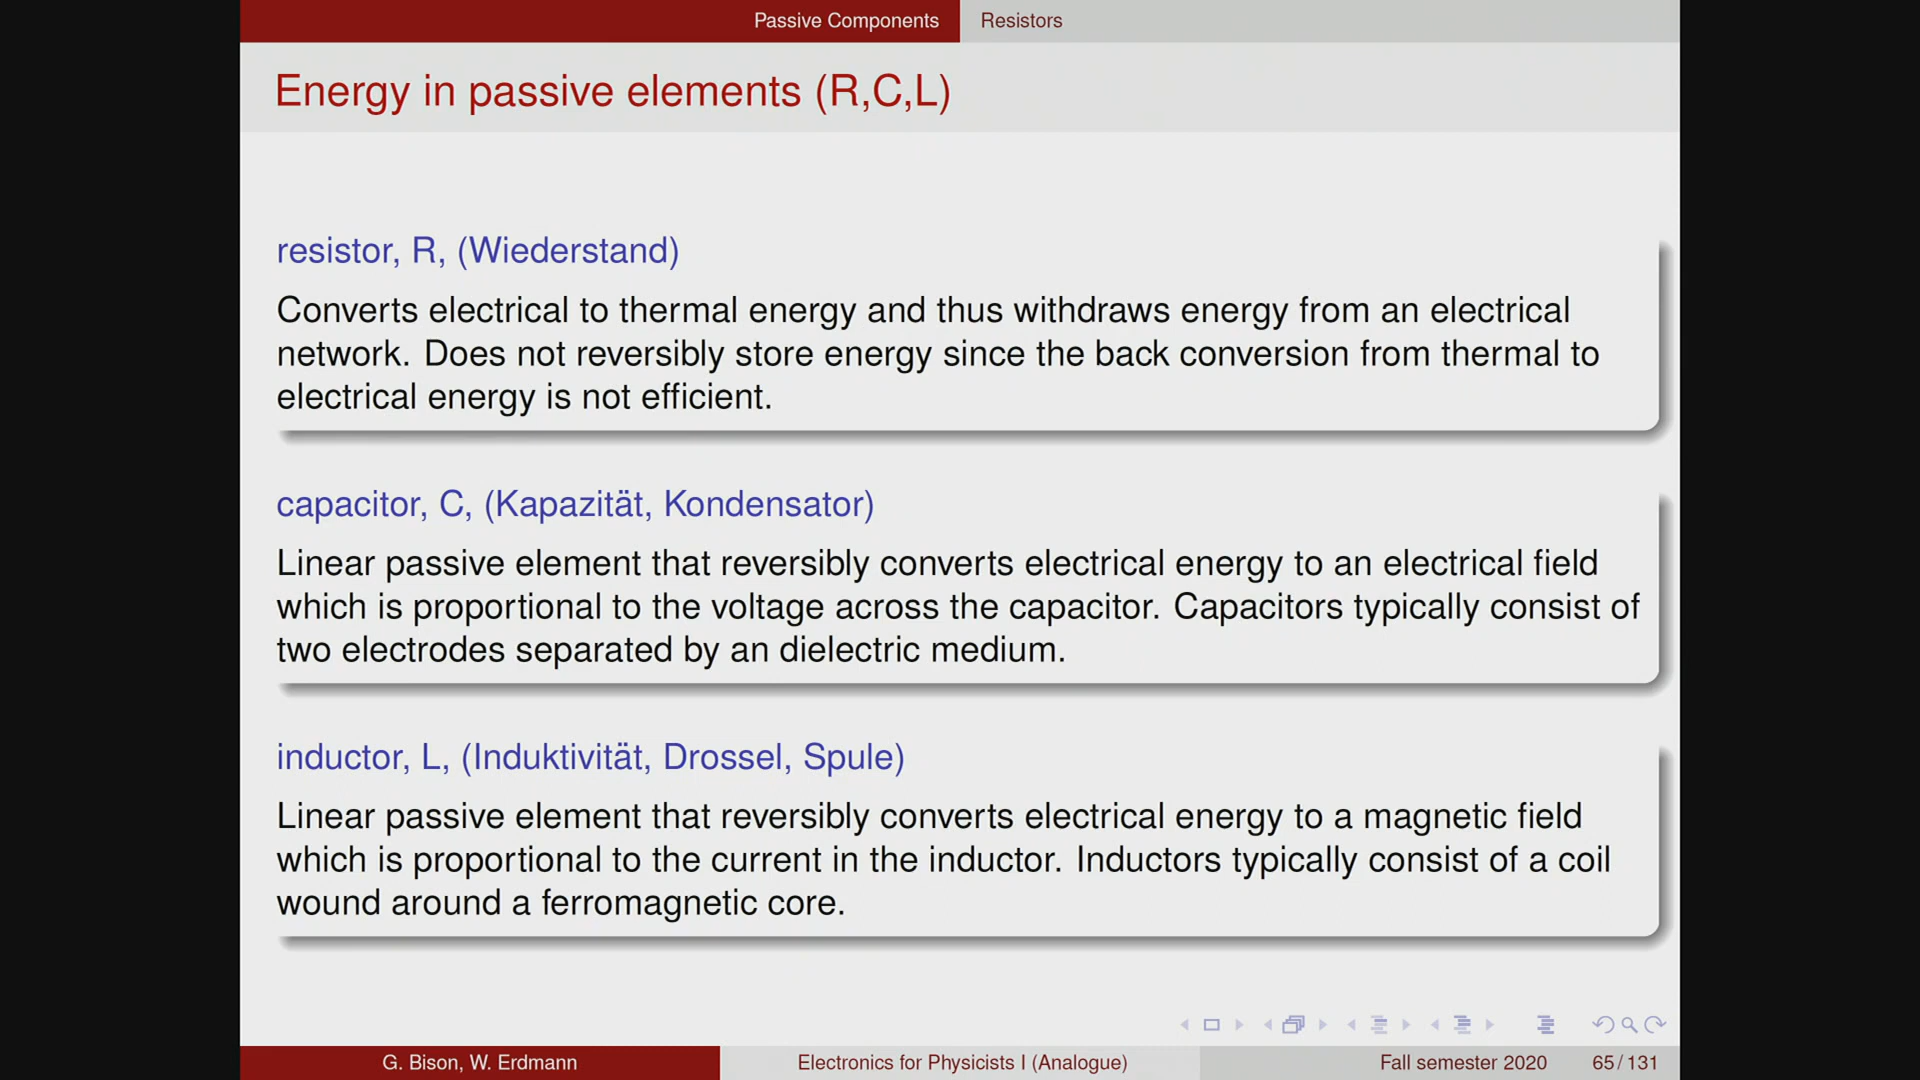 Passive Components
Resistors
Energy in passive elements (R,C,L)
resistor, R, (Wiederstand)
Converts electrical to thermal energy and thus withdraws energy from an electrical
network. Does not reversibly store energy since the back conversion from thermal to
electrical energy is not efficient.
capacitor, C, (Kapazität, Kondensator)
Linear passive element that reversibly converts electrical energy to an electrical field
which is proportional to the voltage across the capacitor. Capacitors typically consist of
two electrodes separated by an dielectric medium.
inductor, L, (Induktivität, Drossel, Spule)
Linear passive element that reversibly converts electrical energy to a magnetic field
which is proportional to the current in the inductor. Inductors typically consist of a coil
wound around a ferromagnetic core.
G. Bison, W. Erdmann
Electronics for Physicists I (Analogue)
Fall semester 2020
65/131